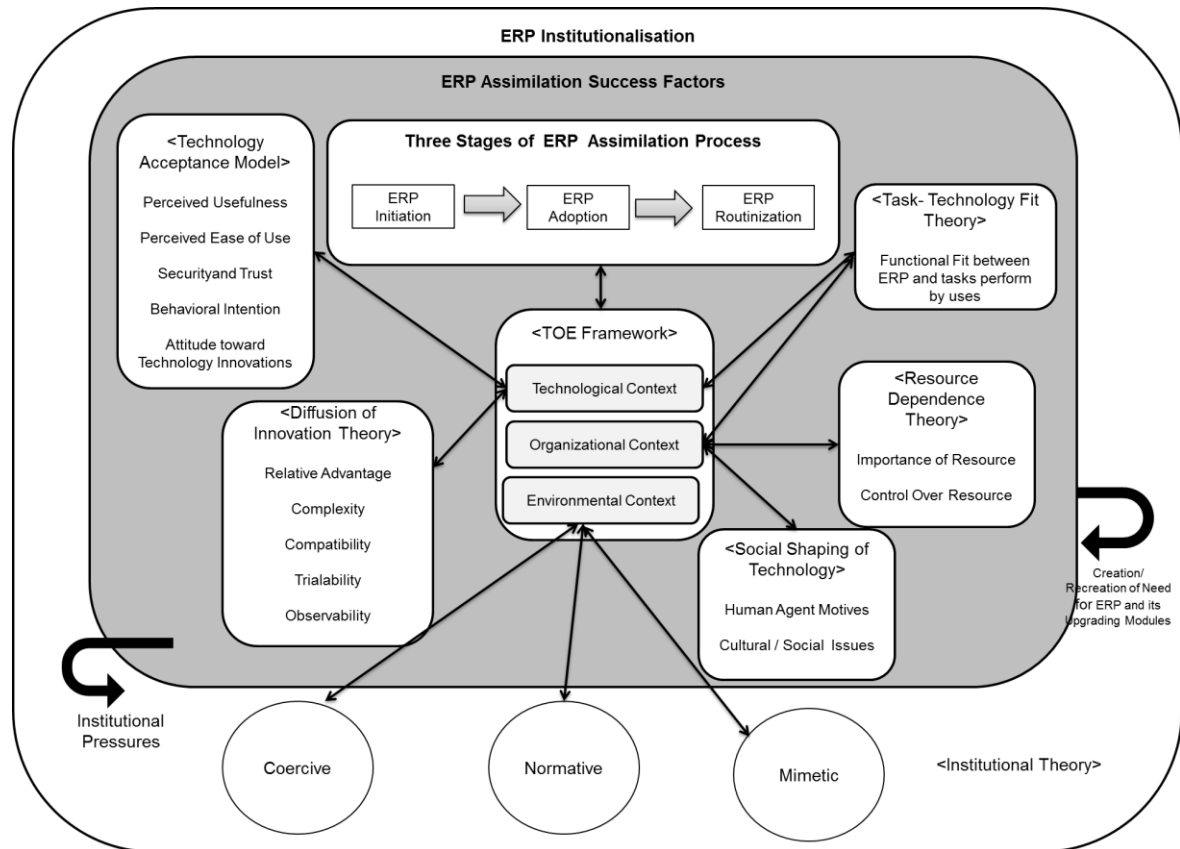 ERP Institutionalisation
ERP Assimilation Success Factors
<Technology
Acceptance Model>
Perceived Usefulness
Perceived Ease of Use
Securityand Trust
Behavioral Intention
Attitude toward
Technology Innovations
Three Stages of ERP Assimilation Process
ERP
Initiation
ERP
Adoption
ERP
Routinization
<Task- Technology Fit
Theory>
Functional Fit between
ERP and tasks perform
by uses
<TOE Framework>
Technological Context
Organizational Context
Environmental Context
<Resource
Dependence
Theory>
Importance of Resource
Control Over Resource
<Diffusion of
Innovation Theory>
Relative Advantage
Complexity
Compatibility
Trialability
Observability
<Social Shaping of
Technology>
Human Agent Motives
Cultural / Social Issues
Creation/
Recreation of Need
for ERP and its
Upgrading Modules
Institutional
Pressures
Coercive
Normative
Mimetic
<Institutional Theory>